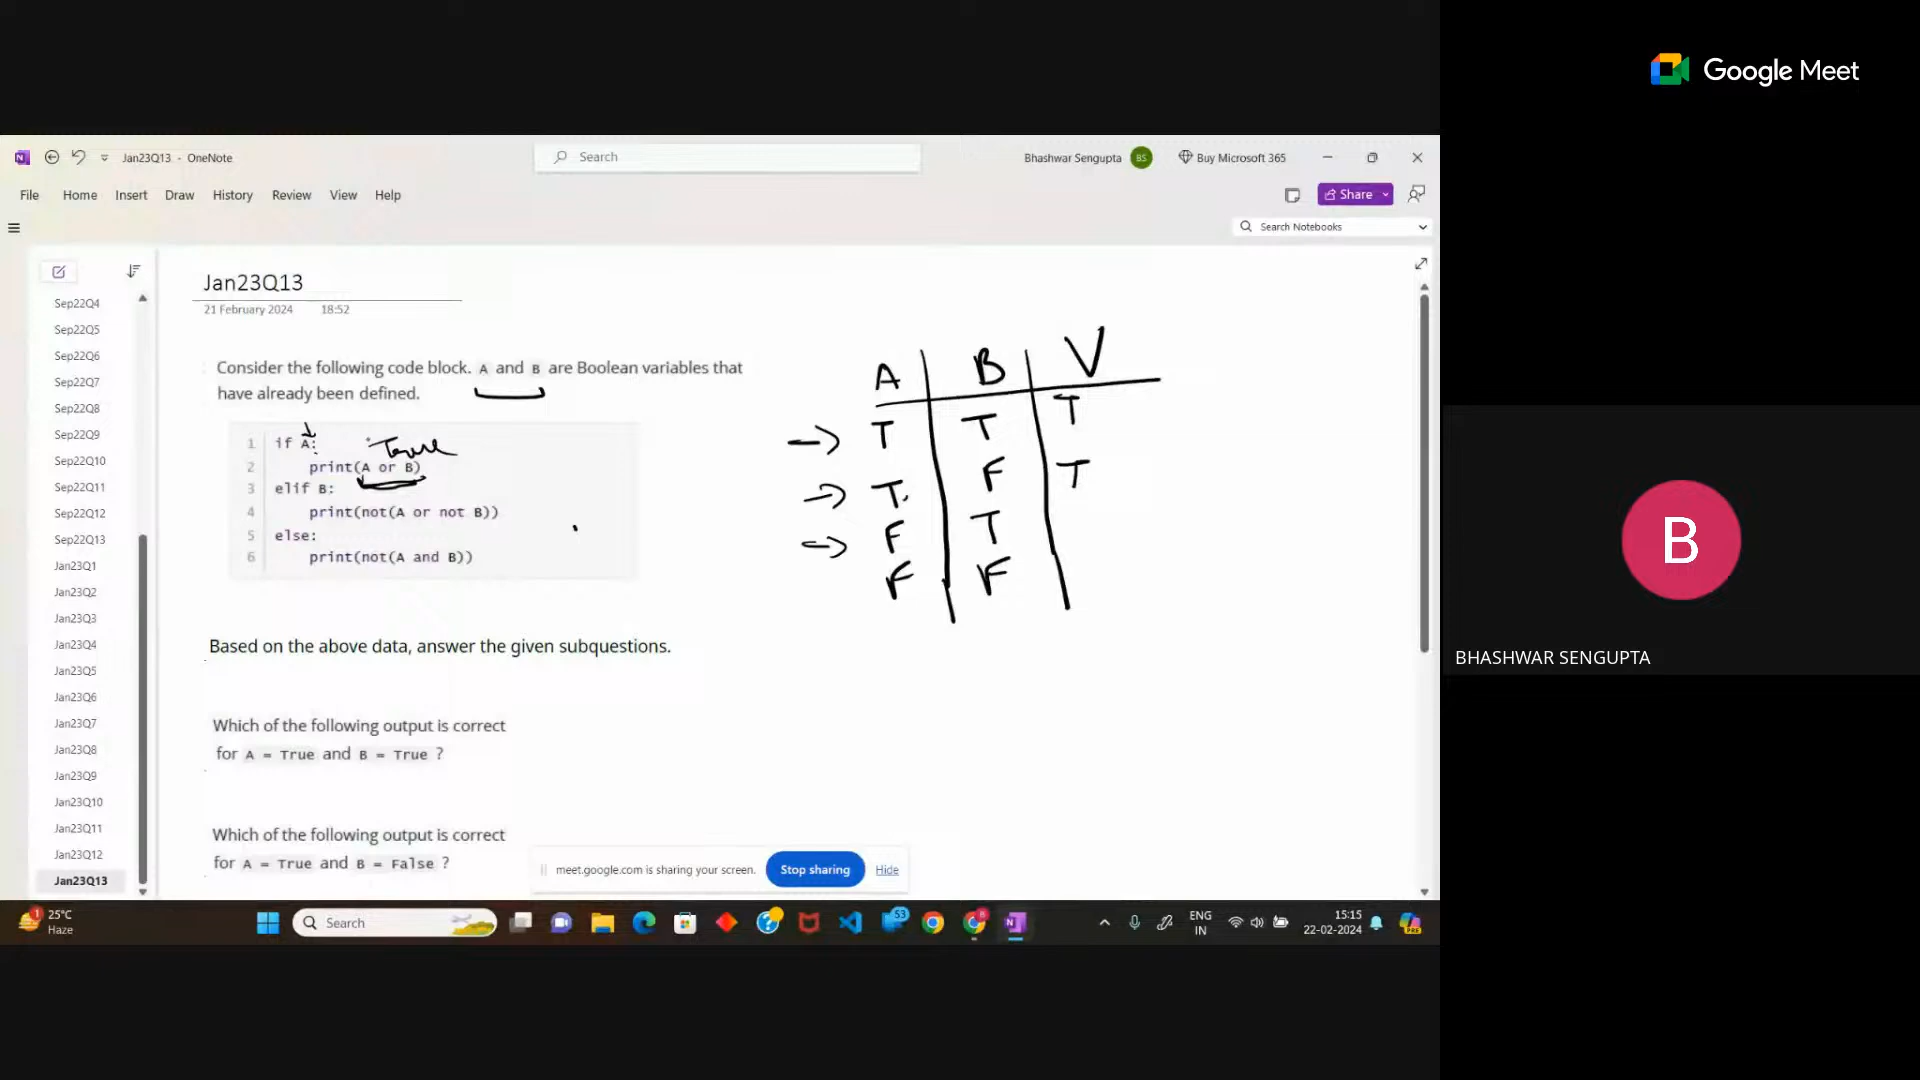 Google Meet
Jan23Q13 - OneNote
Search
Bhashwar Sengupta
BS
Buy Microsoft 365
File
Home
Insert
Draw
History
Review
View
Help
Share
Search Notebooks
Sep22Q4
Sep22Q5
Sep22Q6
Sep22Q7
Sep22Q8
Sep22Q9
Sep22Q10
Sep22Q11
Sep22Q12
Sep22Q13
Jan23Q1
Jan23Q2
Jan23Q3
Jan23Q4
Jan23Q5
Jan23Q6
Jan23Q7
Jan23Q8
Jan23Q9
Jan23Q10
Jan23Q11
Jan23Q12
Jan23Q13
Jan23Q13
21 February 2024 18:52
Consider the following code block. A and B are Boolean variables that
have already been defined.
1 if A:
True
2 print(A or B)
3 elif B:
4 print(not(A or not B))
5 else:
6 print(not(A and B))
A B V
T T T
T F T
F T
F F
Based on the above data, answer the given subquestions.
Which of the following output is correct
for A = True and B = True ?
Which of the following output is correct
for A = True and B = False ?
meet.google.com is sharing your screen.
Stop sharing
Hide
B
BHASHWAR SENGUPTA
1
25°C
Haze
Search
53
ENG
IN
15:15
22-02-2024
PRE